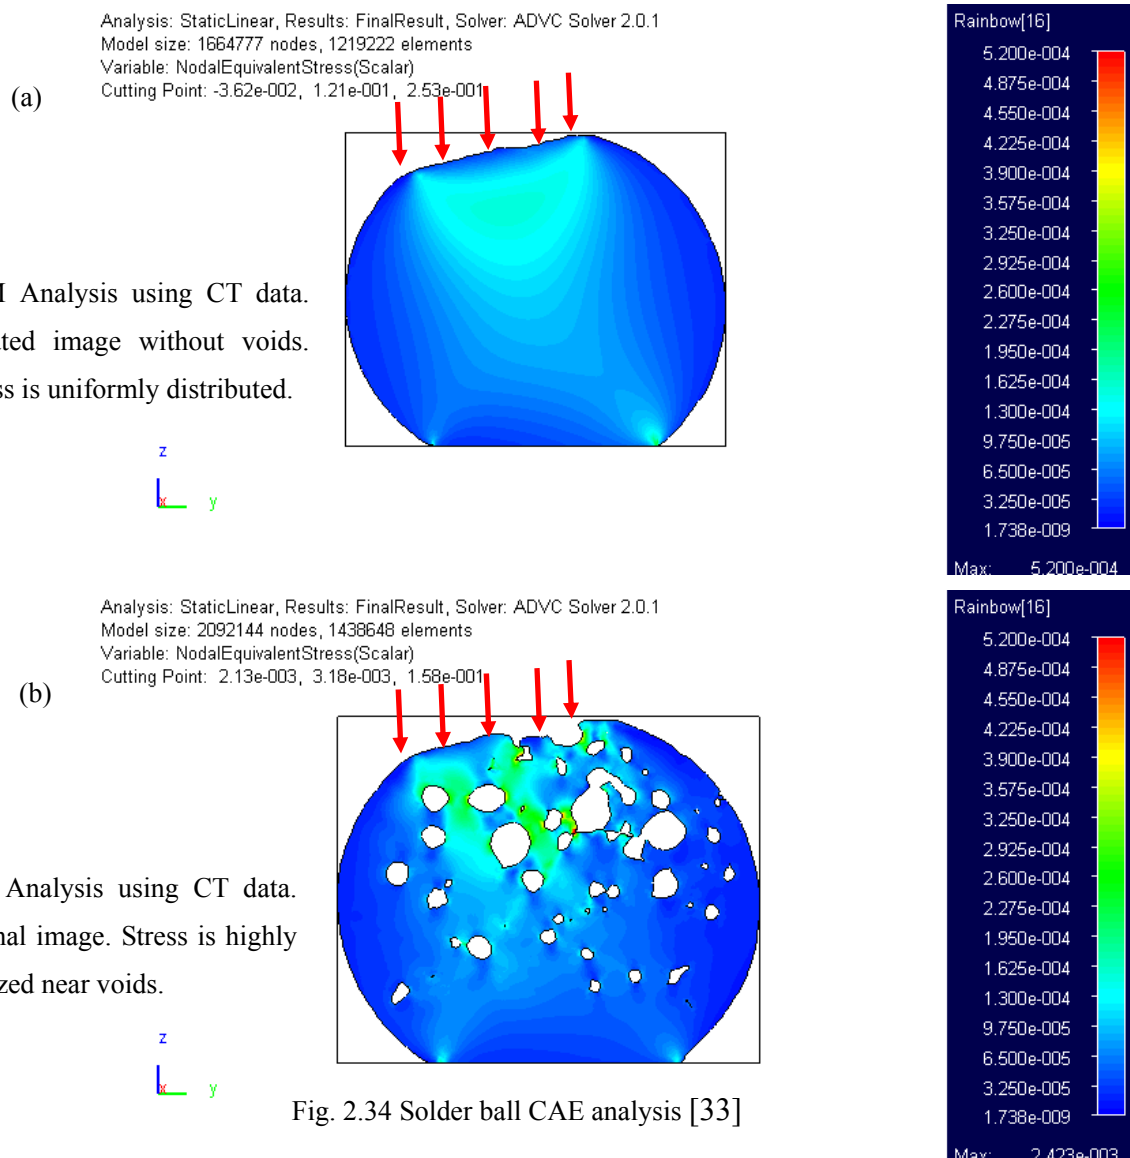 Analysis: StaticLinear, Results: FinalResult, Solver: ADVC Solver 2.0.1
Model size: 1664777 nodes, 1219222 elements
Variable: NodalEquivalentStress(Scalar)
Cutting Point: -3.62e-002, 1.21e-001, 2.53e-001
(a)
Analysis using CT data.
image without voids.
is uniformly distributed.
z
x
y
Rainbow[16]
5.200e-004
4.875e-004
4.550e-004
4.225e-004
3.900e-004
3.575e-004
3.250e-004
2.925e-004
2.600e-004
2.275e-004
1.950e-004
1.625e-004
1.300e-004
9.750e-005
6.500e-005
3.250e-005
1.738e-009
Max: 5.200e-004
Analysis: StaticLinear, Results: FinalResult, Solver: ADVC Solver 2.0.1
Model size: 2092144 nodes, 1438648 elements
Variable: NodalEquivalentStress(Scalar)
Cutting Point: 2.13e-003, 3.18e-003, 1.58e-001
(b)
Analysis using CT data.
image. Stress is highly
near voids.
z
x
y
Rainbow[16]
5.200e-004
4.875e-004
4.550e-004
4.225e-004
3.900e-004
3.575e-004
3.250e-004
2.925e-004
2.600e-004
2.275e-004
1.950e-004
1.625e-004
1.300e-004
9.750e-005
6.500e-005
3.250e-005
1.738e-009
Max: 2.423e-003
Fig. 2.34 Solder ball CAE analysis [33]